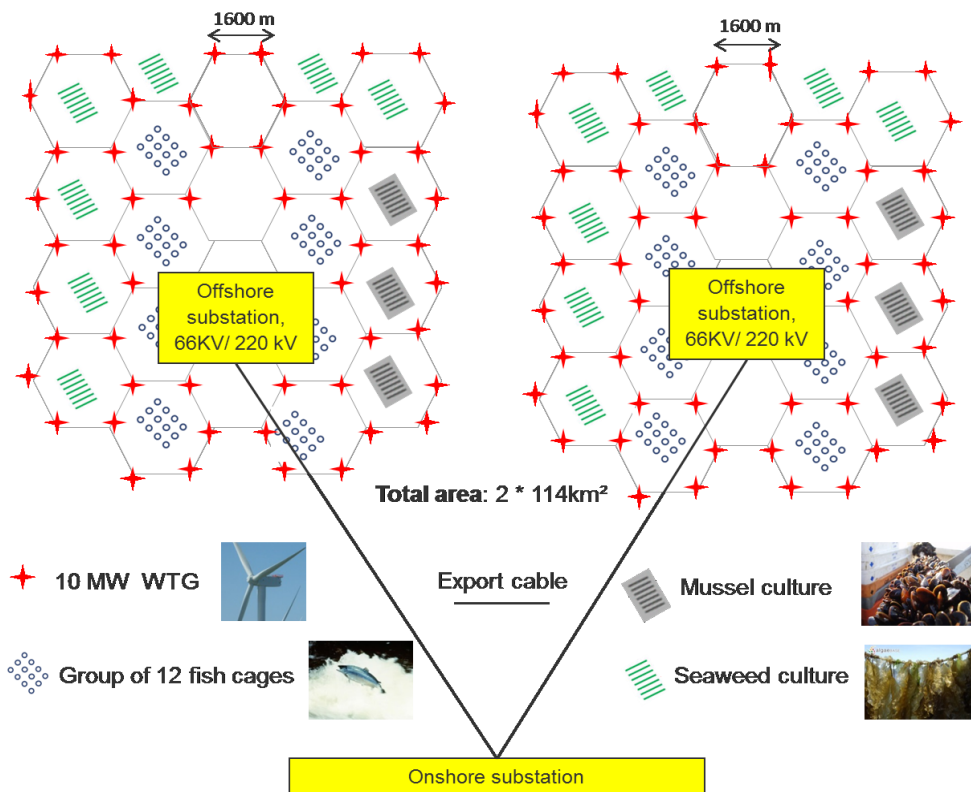 1600 m
1600 m
Offshore
substation,
66KV/ 220 kV
Offshore
substation,
66KV/ 220 kV
Total area: 2 * 114km²
10 MW WTG
Export cable
Mussel culture
Group of 12 fish cages
Seaweed culture
Onshore substation